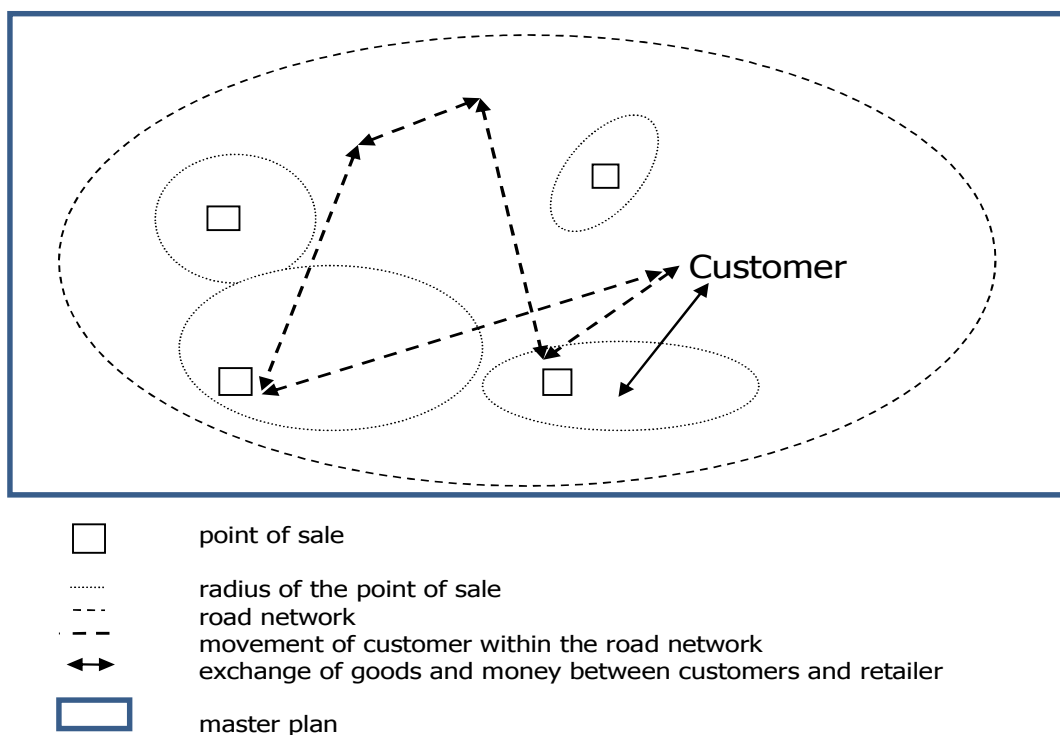 Customer
point of sale
radius of the point of sale
road network
movement of customer within the road network
exchange of goods and money between customers and retailer
master plan